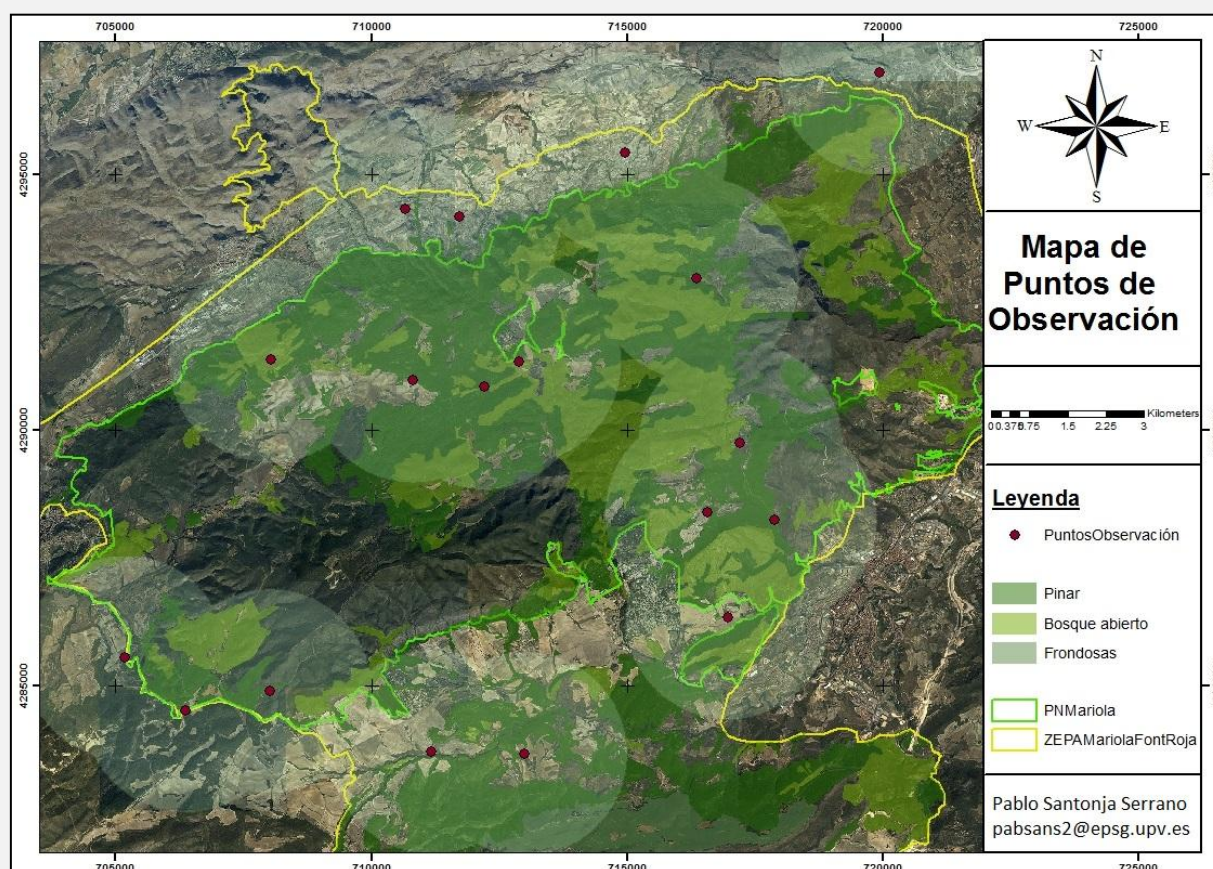 705000 710000 715000 720000 725000
N
W E
S
Mapa de
Puntos de
Observación
0 0.375 0.75 1.5 2.25 3 Kilometers
Leyenda
PuntosObservación
Pinar
Bosque abierto
Frondosas
PNMariola
ZEPAMariolaFontRoja
Pablo Santonja Serrano
pabsans2@epsg.upv.es
4295000
4290000
4285000
705000 710000 715000 720000 725000